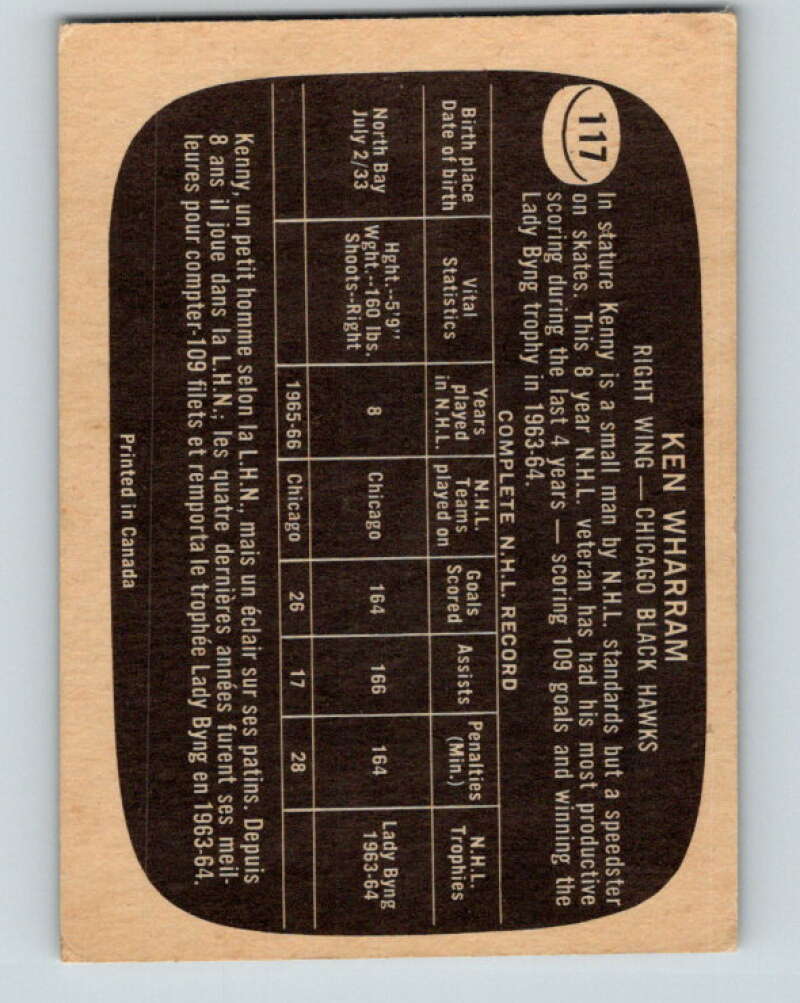 117
KEN WHARRAM
RIGHT WING — CHICAGO BLACK HAWKS
In stature Kenny is a small man by N.H.L. standards but a speedster
on skates. This 8 year N.H.L. veteran has had his most productive
scoring during the last 4 years — scoring 109 goals and winning the
Lady Byng trophy in 1963-64.
COMPLETE N.H.L. RECORD
Birth place
Date of birth
Vital
Statistics
Years
played
in N.H.L.
N.H.L.
Teams
played on
Goals
Scored
Assists
Penalties
(Min.)
N.H.L.
Trophies
North Bay
July 2/33
Hght.--5'9"
Wght.--160 lbs.
Shoots--Right
8
Chicago
164
166
164
Lady Byng
1963-64
1965-66
Chicago
26
17
28
Kenny, un petit homme selon la L.H.N., mais un éclair sur ses patins. Depuis
8 ans il joue dans la L.H.N., les quatre dernières années furent ses meil-
leures pour compter-109 filets et remporta le trophée Lady Byng en 1963-64.
Printed in Canada